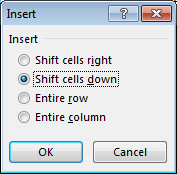 Insert
Insert
Shift cells right
Shift cells down
Entire row
Entire column
OK Cancel